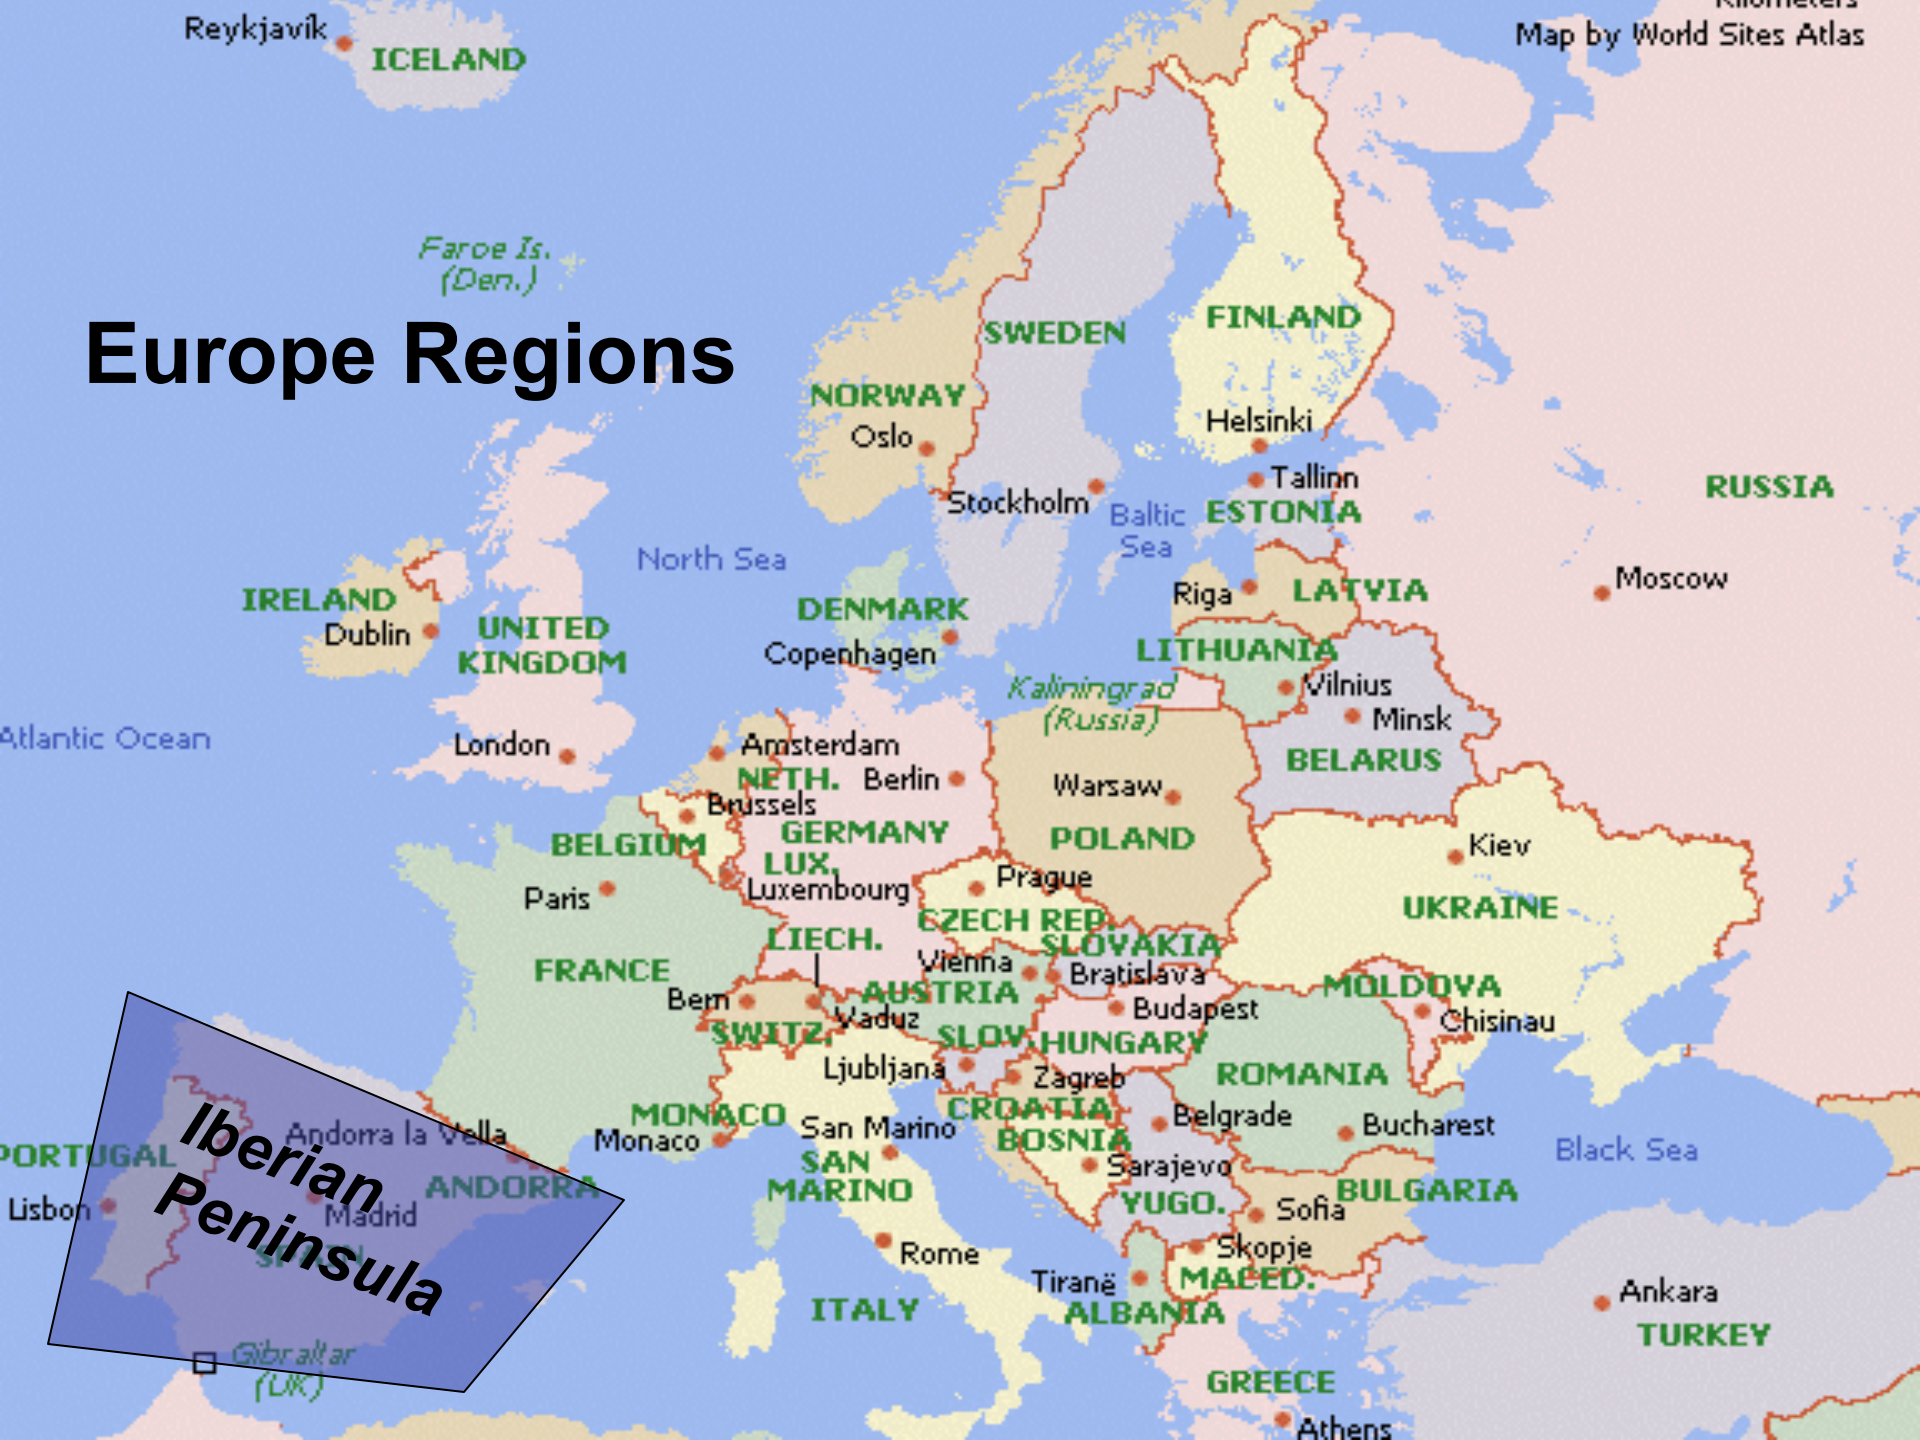 Kilometers
Map by World Sites Atlas
Reykjavík
ICELAND
Faroe Is.
(Den.)
Europe Regions
SWEDEN
FINLAND
NORWAY
Oslo
Helsinki
Tallinn
Stockholm
Baltic
Sea
ESTONIA
RUSSIA
North Sea
Moscow
IRELAND
Dublin
UNITED
KINGDOM
DENMARK
Copenhagen
Riga
LATVIA
LITHUANIA
Kaliningrad
(Russia)
Vilnius
Minsk
BELARUS
Atlantic Ocean
London
Amsterdam
NETH.
Berlin
Warsaw
POLAND
Brussels
BELGIUM
GERMANY
LUX.
Luxembourg
Paris
Prague
CZECH REP.
Kiev
UKRAINE
LIECH.
SLOVAKIA
Vienna
Bratislava
FRANCE
Bern
AUSTRIA
Vaduz
SWITZ.
Budapest
HUNGARY
SLOV.
MOLDOVA
Chisinau
Ljubljana
Zagreb
ROMANIA
CROATIA
MONACO
Monaco
San Marino
SAN
MARINO
BOSNIA
Belgrade
Bucharest
Sarajevo
YUGO.
Black Sea
BULGARIA
Sofia
Andorra la Vella
ANDORRA
PORTUGAL
Lisbon
Iberian
Peninsula
Madrid
SPAIN
Rome
Skopje
MACED.
Tiranë
ALBANIA
ITALY
Ankara
TURKEY
Gibraltar
(UK)
GREECE
Athens